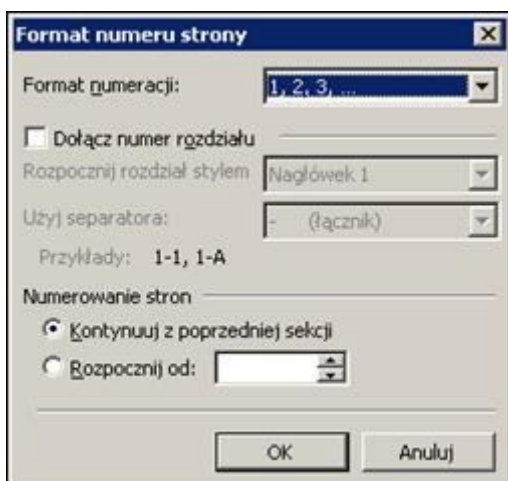 Format numeru strony
Format numeracji: 1, 2, 3, ...
Dołącz numer rozdziału
Rozpocznij rozdział stylem Nagłówek 1
Użyj separatora: - (łącznik)
Przykłady: 1-1, 1-A
Numerowanie stron
Kontynuuj z poprzedniej sekcji
Rozpocznij od:
OK Anuluj